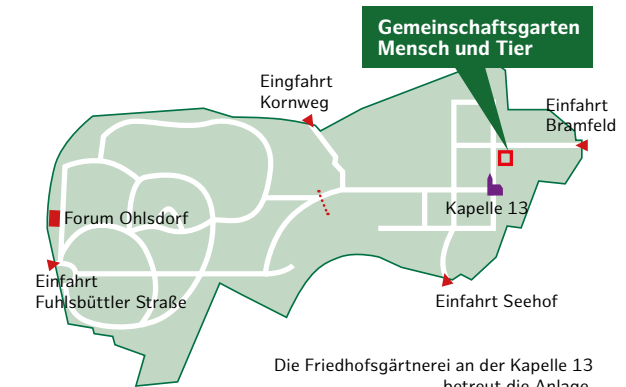 Gemeinschaftsgarten
Mensch und Tier
Eingfahrt
Kornweg
Einfahrt
Bramfeld
Kapelle 13
Forum Ohlsdorf
Einfahrt
Fuhlsbüttler Straße
Einfahrt Seehof
Die Friedhofsgärtnerei an der Kapelle 13
betreut die Anlage